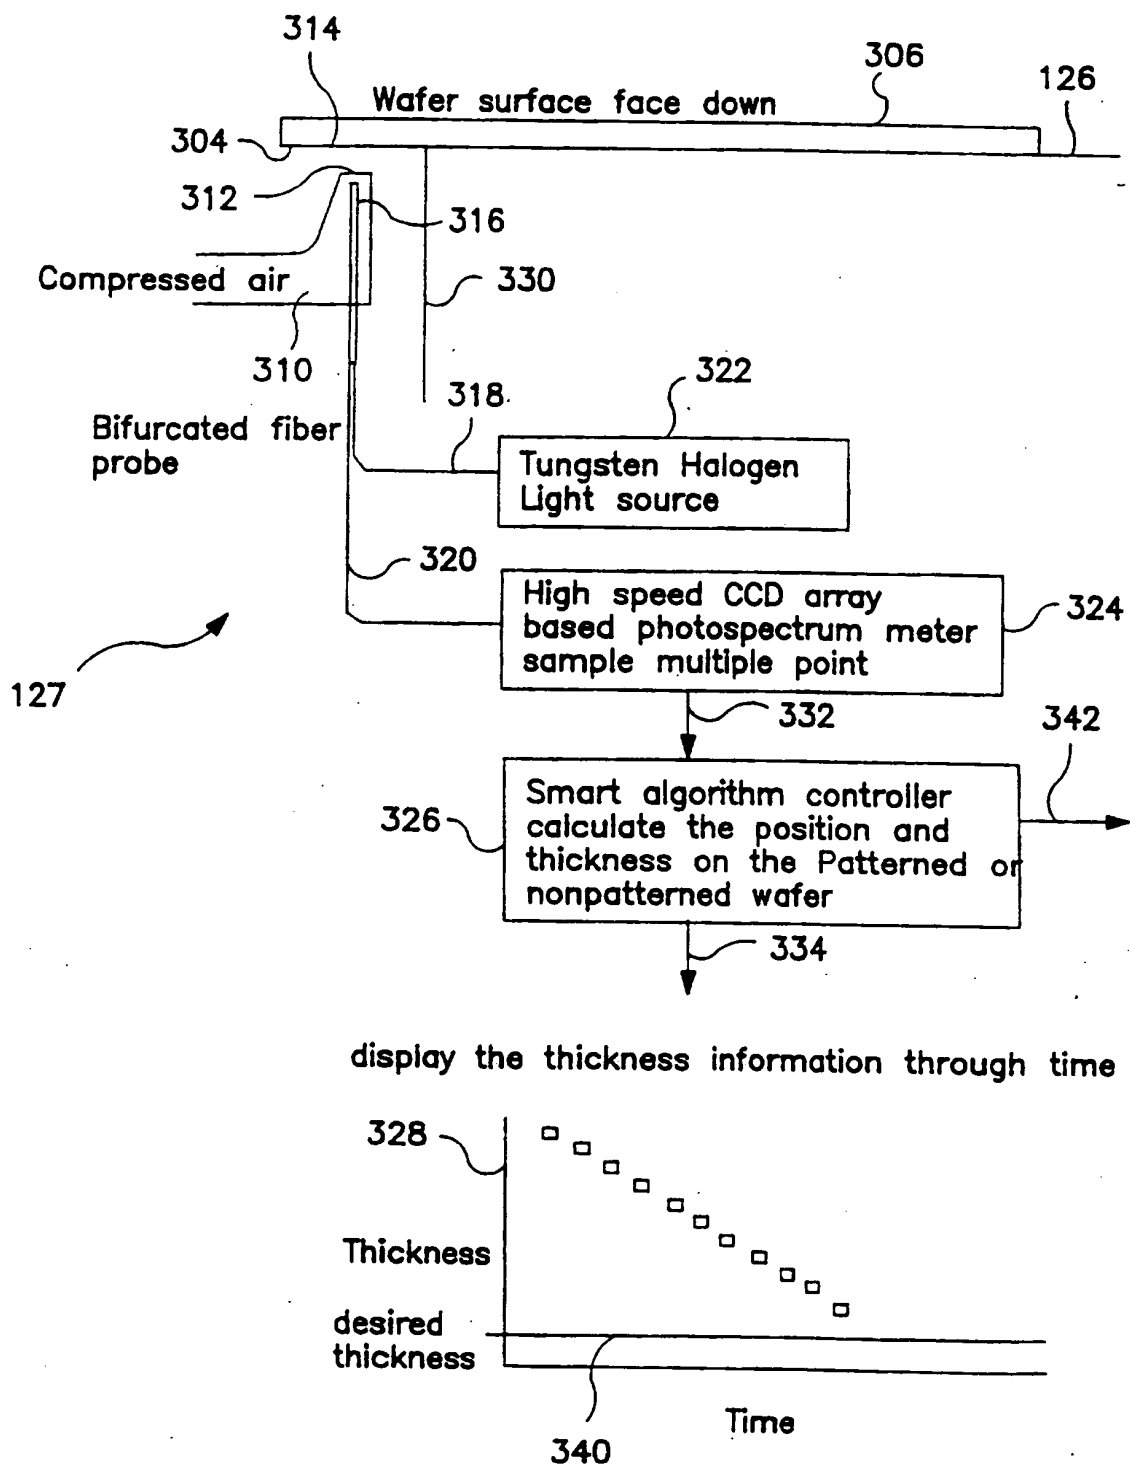 314
306
126
Wafer surface face down
304
312
316
Compressed air
330
310
322
318
Bifurcated fiber
probe
Tungsten Halogen
Light source
320
High speed CCD array
based photospectrum meter
sample multiple point
324
127
332
342
Smart algorithm controller
calculate the position and
thickness on the Patterned or
nonpatterned wafer
326
334
display the thickness information through time
328
Thickness
desired
thickness
Time
340